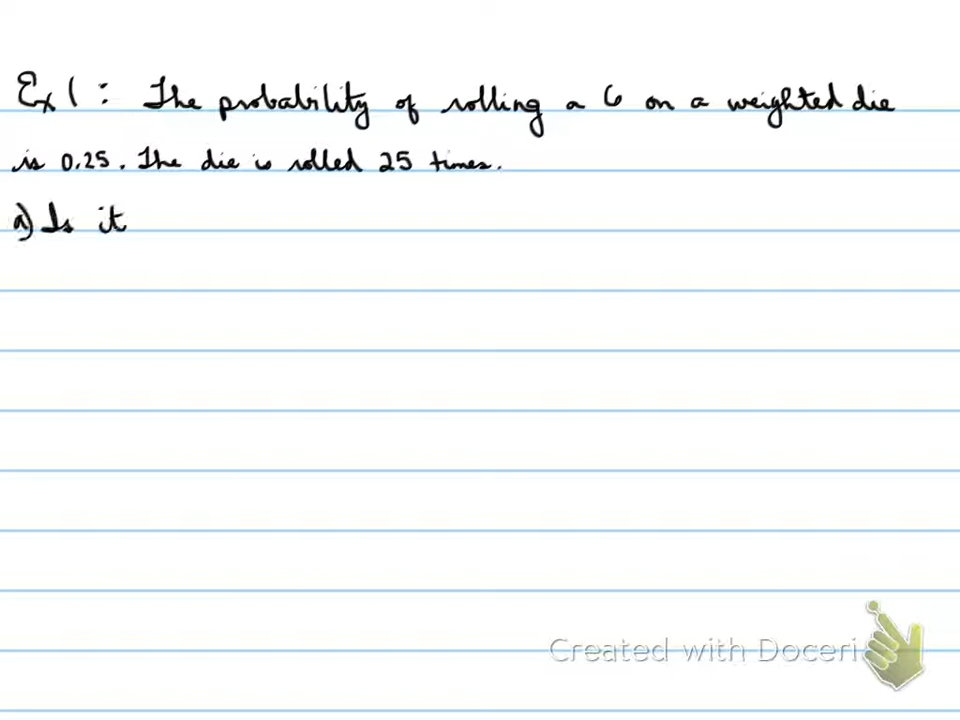 Ex 1 : The probability of rolling a 6 on a weighted die
is 0.25. The die is rolled 25 times.
a) Is it
Created with Doceri